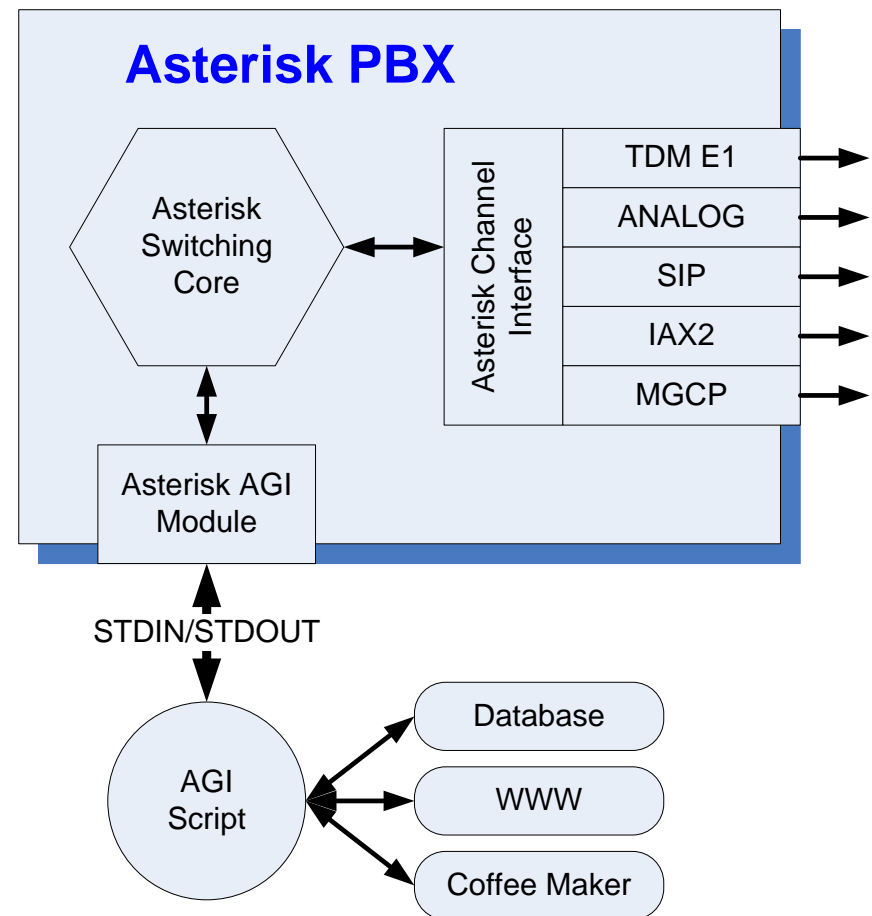 Asterisk PBX
Asterisk
Switching
Core
Asterisk Channel
Interface
TDM E1
ANALOG
SIP
IAX2
MGCP
Asterisk AGI
Module
STDIN/STDOUT
AGI
Script
Database
WWW
Coffee Maker